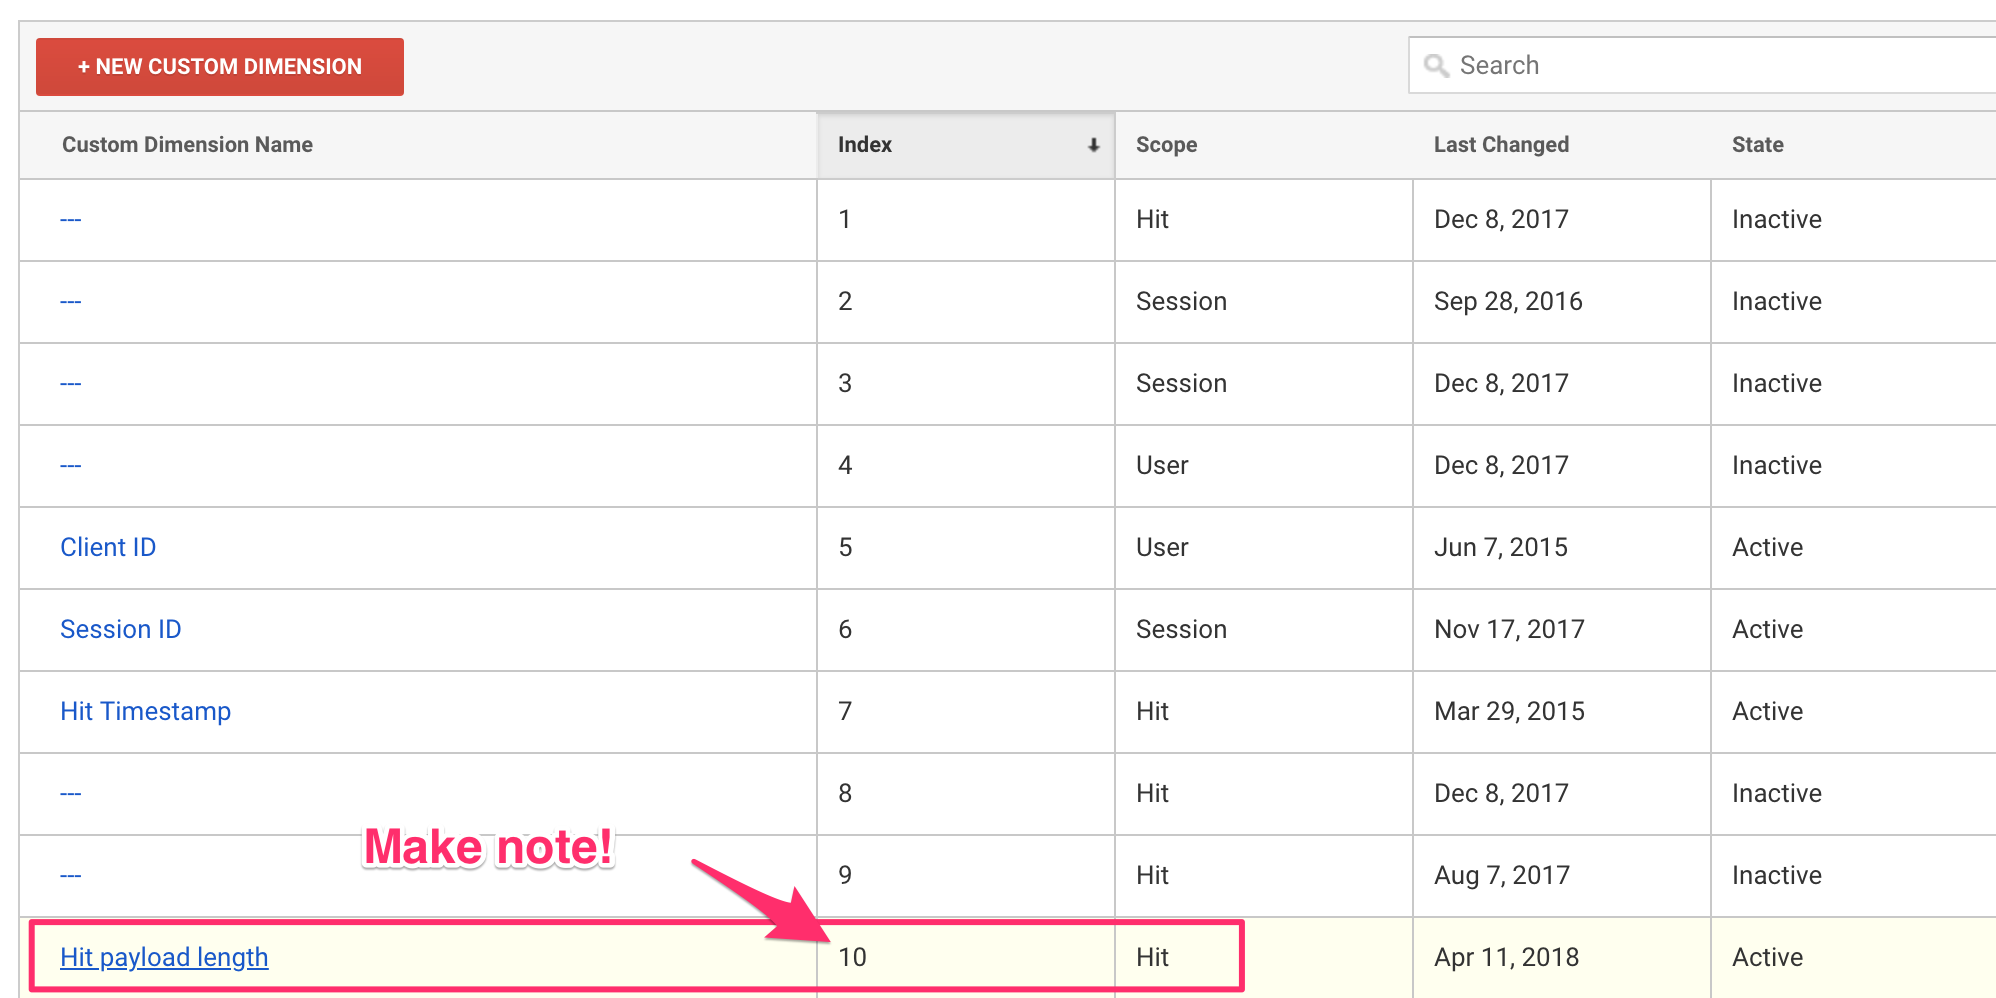 + NEW CUSTOM DIMENSION Search
Custom Dimension Name Index Scope Last Changed State
--- 1 Hit Dec 8, 2017 Inactive
--- 2 Session Sep 28, 2016 Inactive
--- 3 Session Dec 8, 2017 Inactive
--- 4 User Dec 8, 2017 Inactive
Client ID 5 User Jun 7, 2015 Active
Session ID 6 Session Nov 17, 2017 Active
Hit Timestamp 7 Hit Mar 29, 2015 Active
--- 8 Hit Dec 8, 2017 Inactive
Make note!
--- 9 Hit Aug 7, 2017 Inactive
Hit payload length 10 Hit Apr 11, 2018 Active